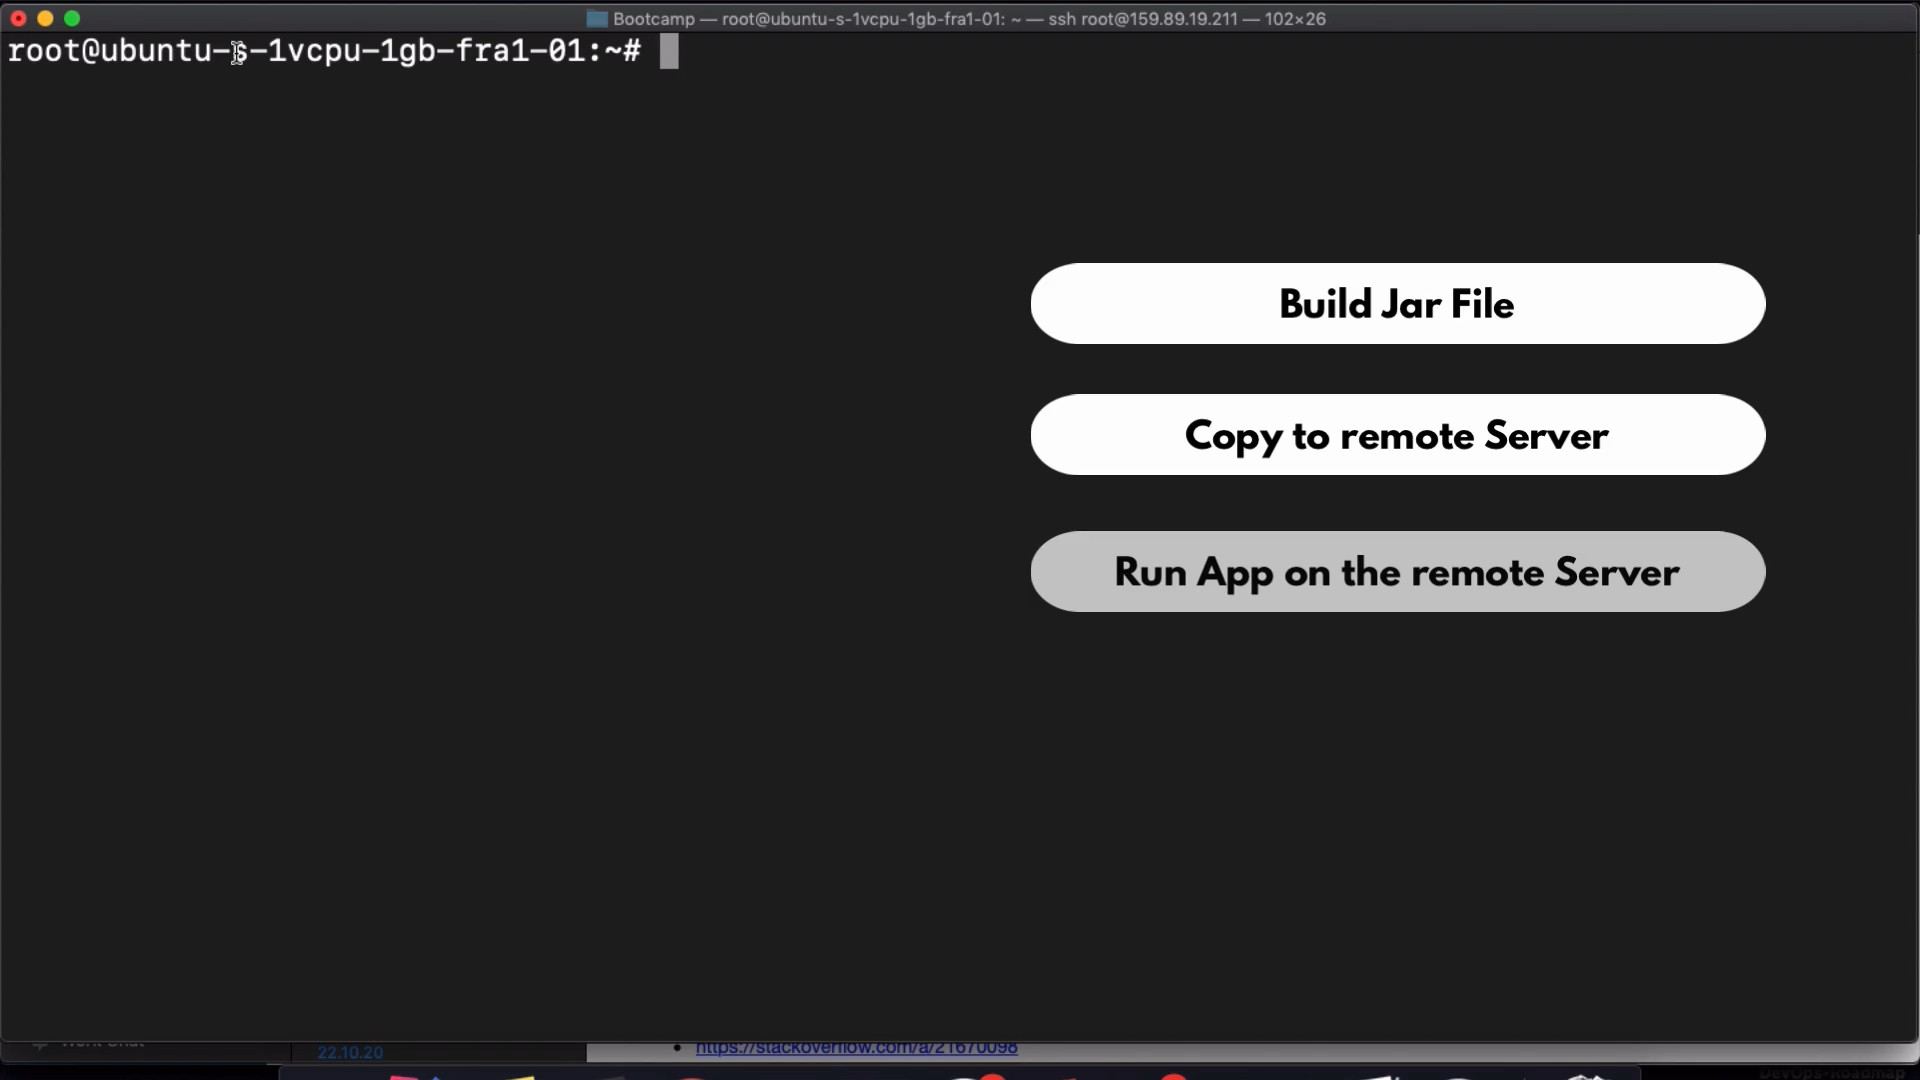 Bootcamp — root@ubuntu-s-1vcpu-1gb-fra1-01: ~ — ssh root@159.89.19.211 — 102×26
root@ubuntu-s-1vcpu-1gb-fra1-01:~#
Build Jar File
Copy to remote Server
Run App on the remote Server
22.10.20
https://stackoverflow.com/a/21670098
DevOps-Roadmap